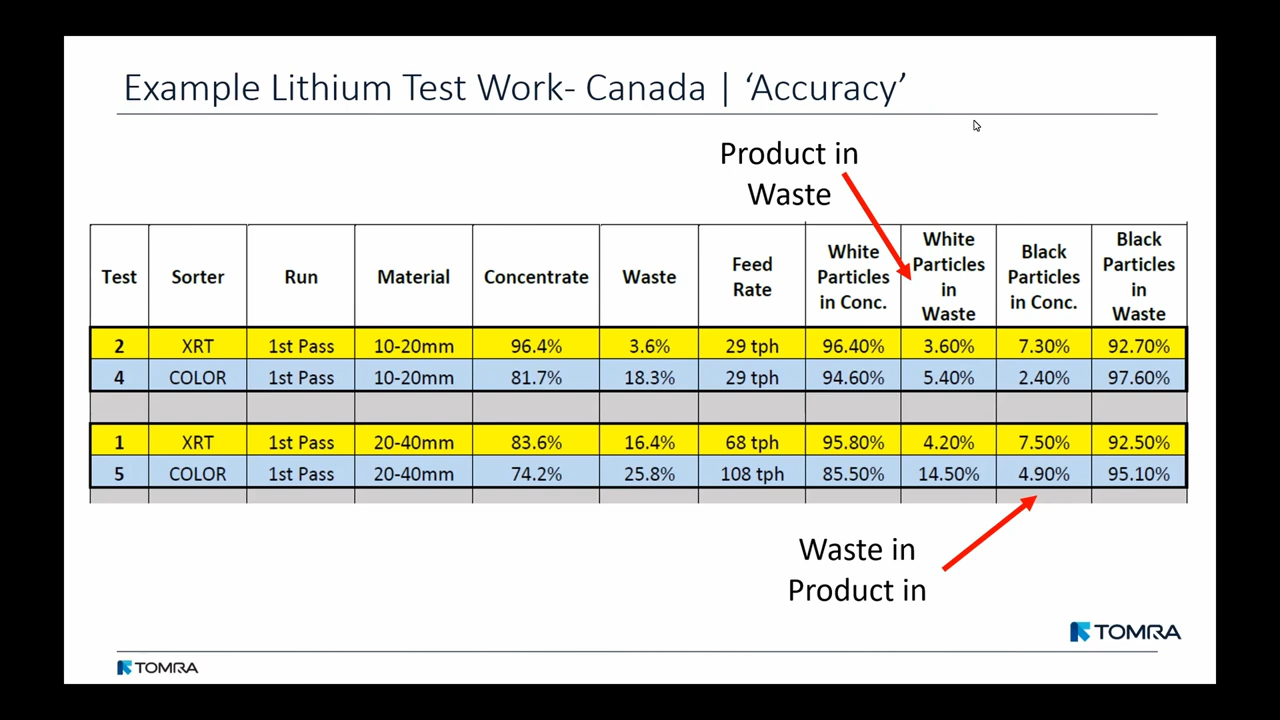 Example Lithium Test Work- Canada | ‘Accuracy’
Product in
Waste
Test Sorter Run Material Concentrate Waste Feed Rate White Particles in Conc. White Particles in Waste Black Particles in Conc. Black Particles in Waste
2 XRT 1st Pass 10-20mm 96.4% 3.6% 29 tph 96.40% 3.60% 7.30% 92.70%
4 COLOR 1st Pass 10-20mm 81.7% 18.3% 29 tph 94.60% 5.40% 2.40% 97.60%
1 XRT 1st Pass 20-40mm 83.6% 16.4% 68 tph 95.80% 4.20% 7.50% 92.50%
5 COLOR 1st Pass 20-40mm 74.2% 25.8% 108 tph 85.50% 14.50% 4.90% 95.10%
Waste in
Product in
TOMRA
TOMRA